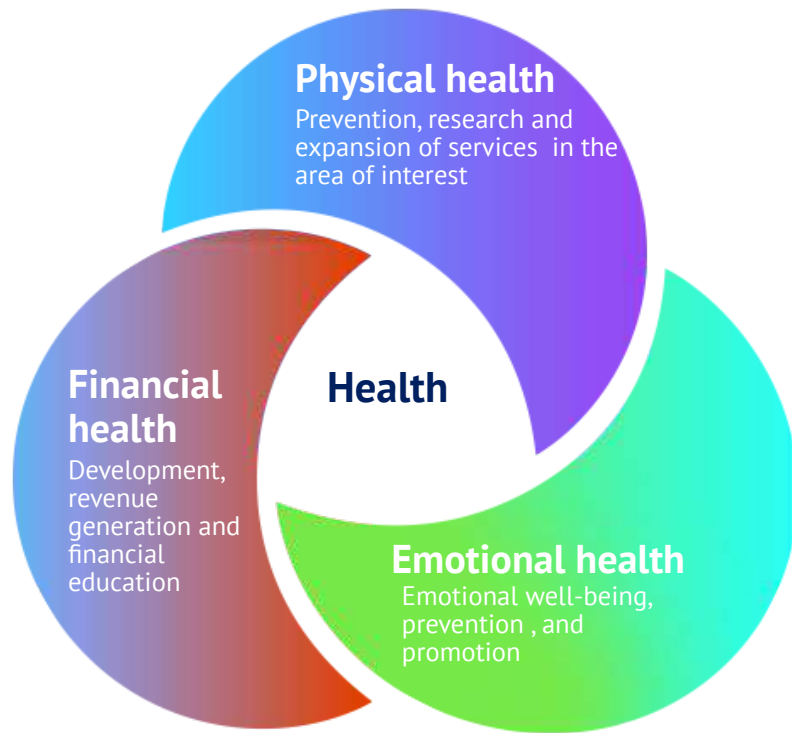 Physical health
Prevention, research and
expansion of services in the
area of interest
Health
Financial
health
Development,
revenue
generation and
financial
education
Emotional health
Emotional well-being,
prevention , and
promotion